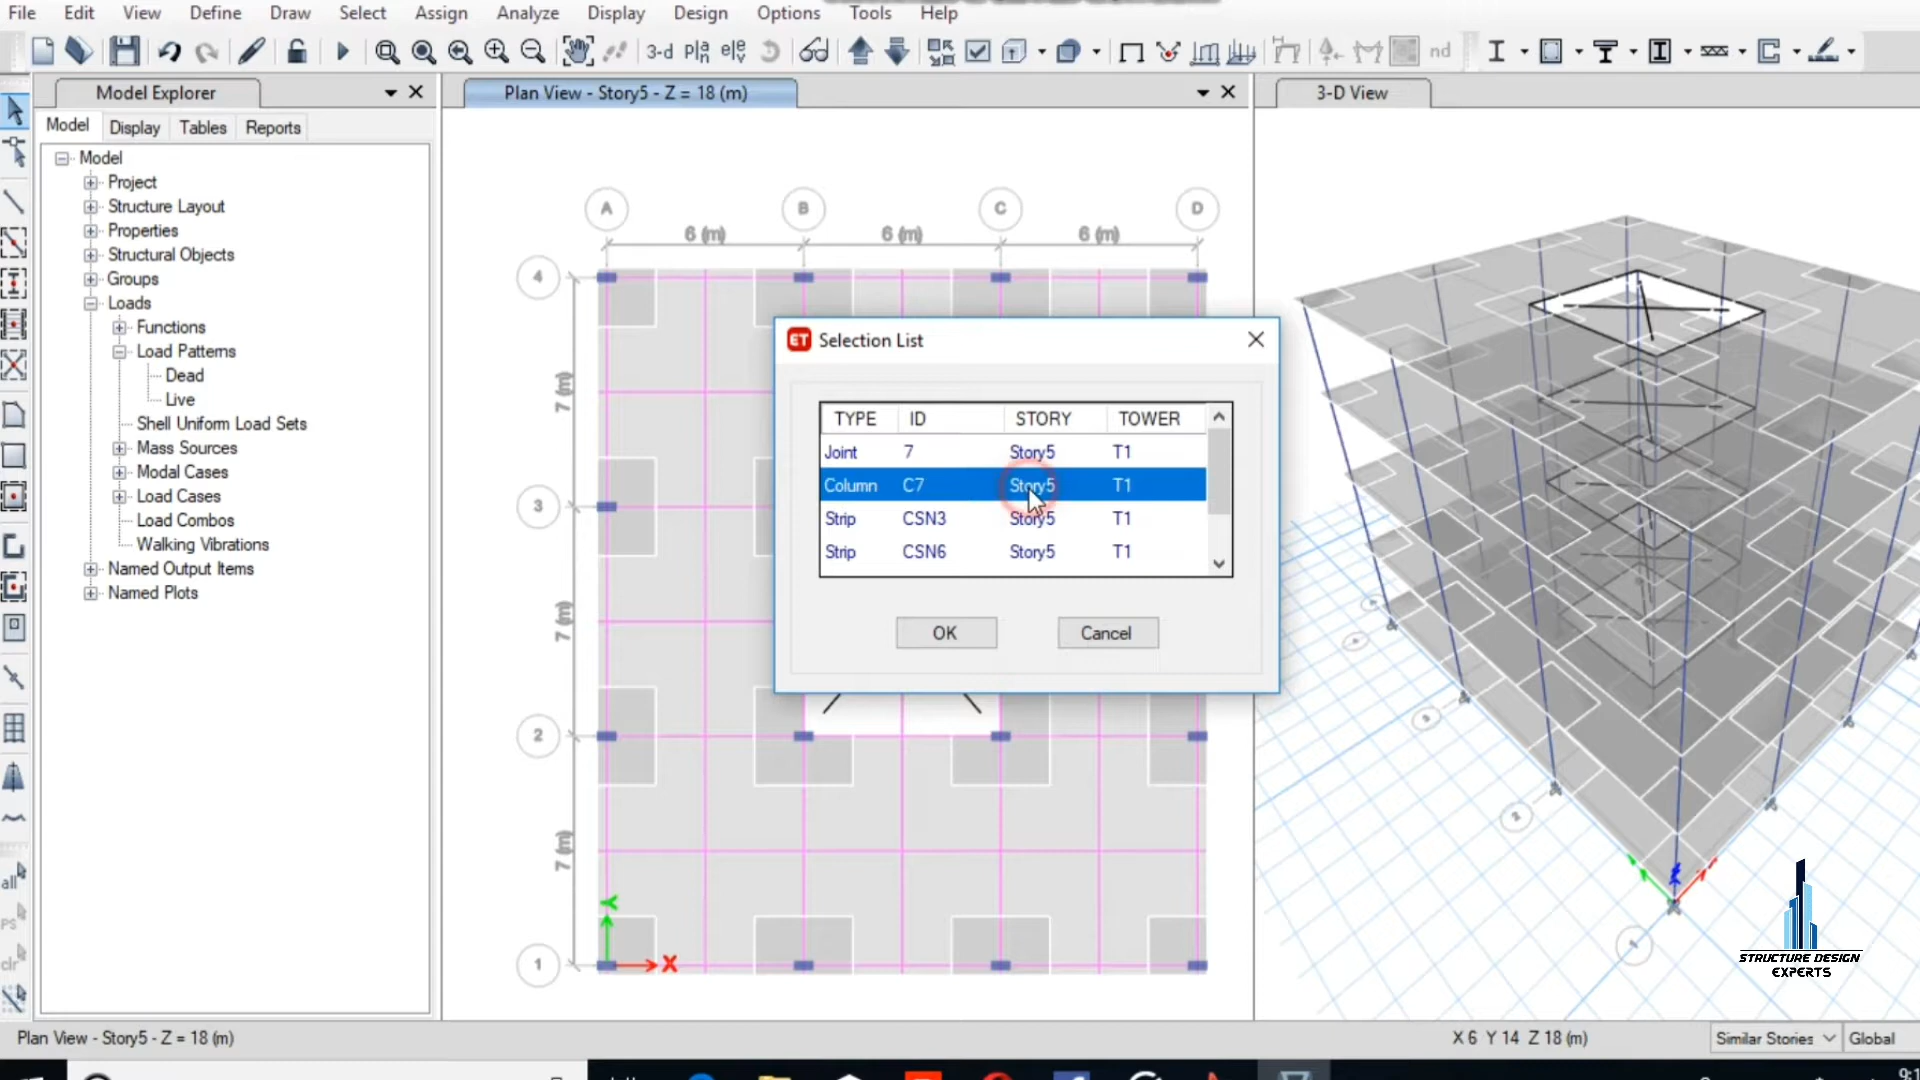 File Edit View Define Draw Select Assign Analyze Display Design Options Tools Help
3-d
nd
Model Explorer
Plan View - Story5 - Z = 18 (m)
3-D View
Model Display Tables Reports
Model
Project
Structure Layout
Properties
Structural Objects
Groups
Loads
Functions
Load Patterns
Dead
Live
Shell Uniform Load Sets
Mass Sources
Modal Cases
Load Cases
Load Combos
Walking Vibrations
Named Output Items
Named Plots
A B C D
6 (m) 6 (m) 6 (m)
4
7 (m)
3
7 (m)
2
7 (m)
1
Y
X
ET Selection List
TYPE ID STORY TOWER
Joint 7 Story5 T1
Column C7 Story5 T1
Strip CSN3 Story5 T1
Strip CSN6 Story5 T1
OK Cancel
all
ps
clr
STRUCTURE DESIGN
EXPERTS
Plan View - Story5 - Z = 18 (m)
X 6 Y 14 Z 18 (m)
Similar Stories
Global